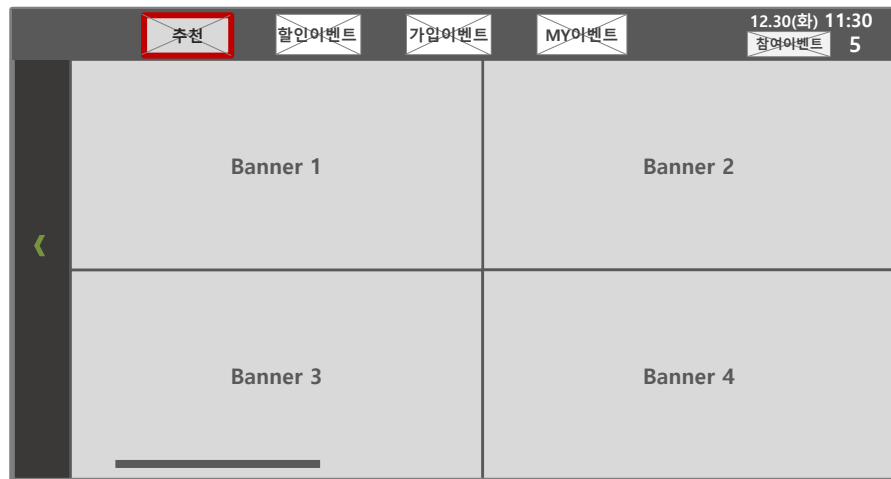 추천
할인이벤트
가입이벤트
MY이벤트
12.30(화) 11:30
참여이벤트 5
Banner 1
Banner 2
Banner 3
Banner 4